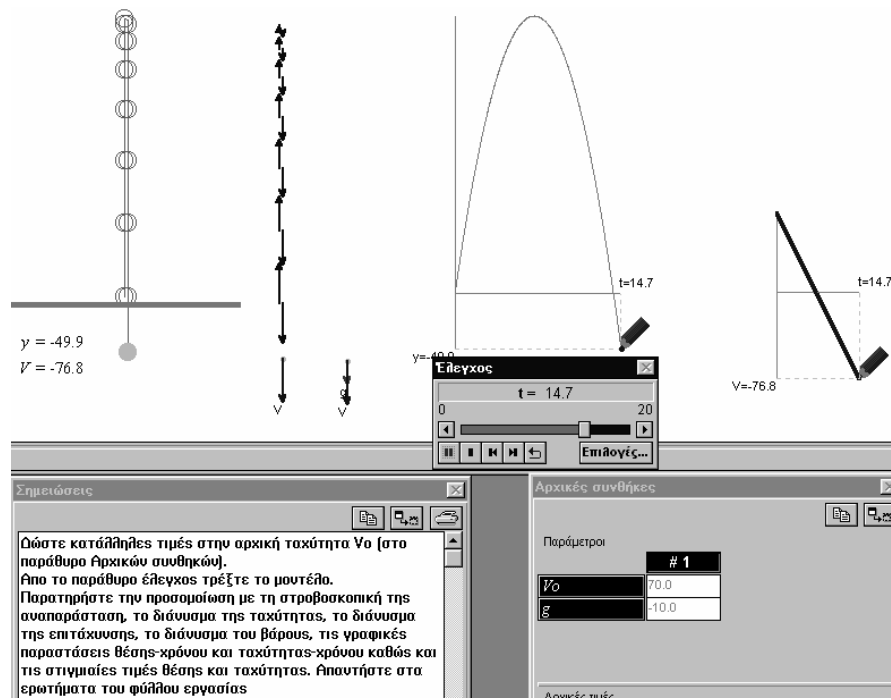 t=14.7
t=14.7
y = -49.9
V = -76.8
y=-49.9
V=-76.8
V
g
V
Έλεγχος
t = 14.7
0 20
Επιλογές...
Σημειώσεις
Δώστε κατάλληλες τιμές στην αρχική ταχύτητα Vo (στο
παράθυρο Αρχικών συνθηκών).
Απο το παράθυρο έλεγχος τρέξτε το μοντέλο.
Παρατηρήστε την προσομοίωση με τη στροβοσκοπική της
αναπαράσταση, το διάνυσμα της ταχύτητας, το διάνυσμα
της επιτάχυνσης, το διάνυσμα του βάρους, τις γραφικές
παραστάσεις θέσης-χρόνου και ταχύτητας-χρόνου καθώς και
τις στιγμιαίες τιμές θέσης και ταχύτητας. Απαντήστε στα
ερωτήματα του φύλλου εργασίας
Αρχικές συνθήκες
Παράμετροι
# 1
Vo 70.0
g -10.0
Αρχικές τιμές